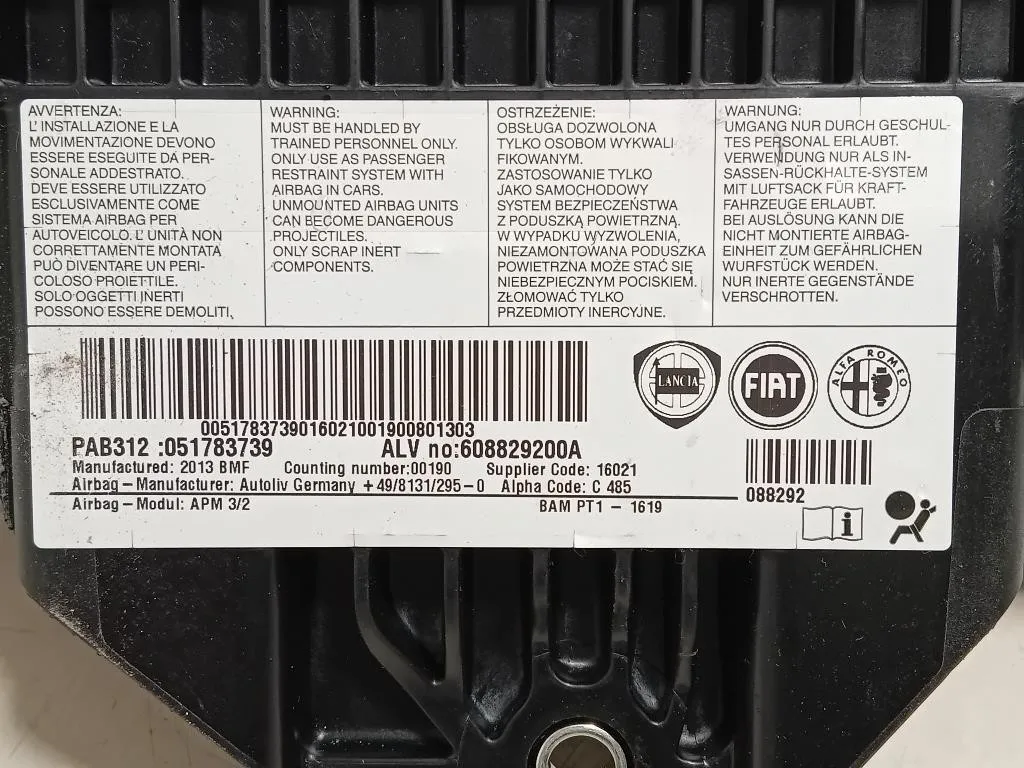 AVVERTENZA:
L' INSTALLAZIONE E LA
MOVIMENTAZIONE DEVONO
ESSERE ESEGUITE DA PER-
SONALE ADDESTRATO.
DEVE ESSERE UTILIZZATO
ESCLUSIVAMENTE COME
SISTEMA AIRBAG PER
AUTOVEICOLO. L' UNITÀ NON
CORRETTAMENTE MONTATA
PUÒ DIVENTARE UN PERI-
COLOSO PROIETTILE.
SOLO OGGETTI INERTI
POSSONO ESSERE DEMOLITI,
WARNING:
MUST BE HANDLED BY
TRAINED PERSONNEL ONLY.
ONLY USE AS PASSENGER
RESTRAINT SYSTEM WITH
AIRBAG IN CARS.
UNMOUNTED AIRBAG UNITS
CAN BECOME DANGEROUS
PROJECTILES.
ONLY SCRAP INERT
COMPONENTS.
OSTRZEŻENIE:
OBSŁUGA DOZWOLONA
TYLKO OSOBOM WYKWALI
FIKOWANYM.
ZASTOSOWANIE TYLKO
JAKO SAMOCHODOWY
SYSTEM BEZPIECZEŃSTWA
Z PODUSZKĄ POWIETRZNĄ.
W WYPADKU WYZWOLENIA,
NIEZAMONTOWANA PODUSZKA
POWIETRZNA MOŻE STAĆ SIĘ
NIEBEZPIECZNYM POCISKIEM.
ZŁOMOWAĆ TYLKO
PRZEDMIOTY INERCYJNE.
WARNUNG:
UMGANG NUR DURCH GESCHUL-
TES PERSONAL ERLAUBT.
VERWENDUNG NUR ALS IN-
SASSEN-RÜCKHALTE-SYSTEM
MIT LUFTSACK FÜR KRAFT-
FAHRZEUGE ERLAUBT.
BEI AUSLÖSUNG KANN DIE
NICHT MONTIERTE AIRBAG-
EINHEIT ZUM GEFÄHRLICHEN
WURFSTÜCK WERDEN.
NUR INERTE GEGENSTÄNDE
VERSCHROTTEN.
LANCIA
FIAT
ALFA ROMEO
0051783739016021001900801303
PAB312 :051783739 ALV no:608829200A
Manufactured: 2013 BMF Counting number:00190 Supplier Code: 16021
Airbag-Manufacturer: Autoliv Germany +49/8131/295-0 Alpha Code: C 485
Airbag-Modul: APM 3/2 BAM PT1 - 1619
088292
i